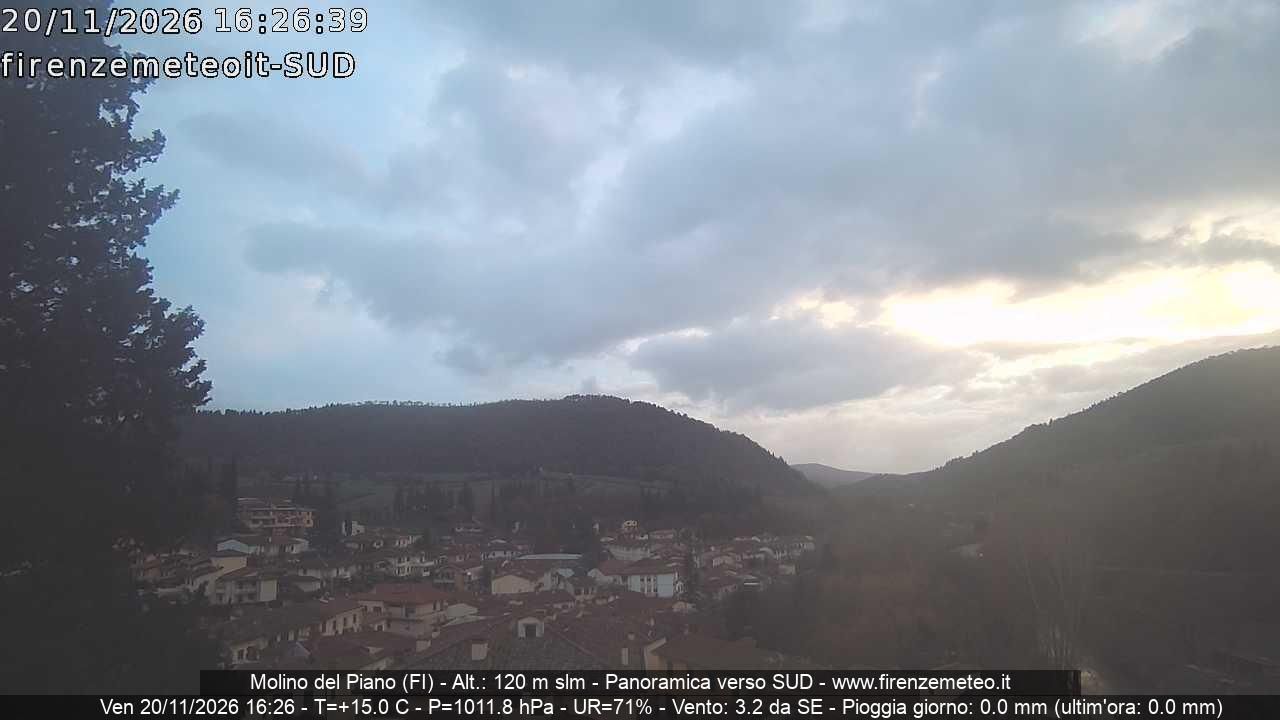 20/11/2026 16:26:39
firenzemeteoit-SUD
Molino del Piano (FI) - Alt.: 120 m slm - Panoramica verso SUD - www.firenzemeteo.it
Ven 20/11/2026 16:26 - T=+15.0 C - P=1011.8 hPa - UR=71% - Vento: 3.2 da SE - Pioggia giorno: 0.0 mm (ultim'ora: 0.0 mm)